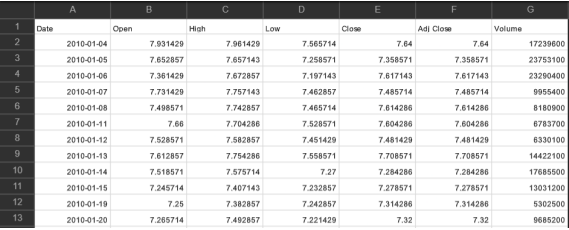 A B C D E F G
1 Date Open High Low Close Adj Close Volume
2 2010-01-04 7.931429 7.961429 7.565714 7.64 7.64 17239600
3 2010-01-05 7.652857 7.657143 7.258571 7.358571 7.358571 23753100
4 2010-01-06 7.361429 7.672857 7.197143 7.617143 7.617143 23290400
5 2010-01-07 7.731429 7.757143 7.462857 7.485714 7.485714 9955400
6 2010-01-08 7.498571 7.742857 7.465714 7.614286 7.614286 8180900
7 2010-01-11 7.66 7.704286 7.528571 7.604286 7.604286 6783700
8 2010-01-12 7.528571 7.582857 7.451429 7.481429 7.481429 6330100
9 2010-01-13 7.612857 7.754286 7.558571 7.708571 7.708571 14422100
10 2010-01-14 7.518571 7.575714 7.27 7.284286 7.284286 17685500
11 2010-01-15 7.245714 7.407143 7.232857 7.278571 7.278571 13031200
12 2010-01-19 7.25 7.382857 7.242857 7.314286 7.314286 5302500
13 2010-01-20 7.265714 7.492857 7.221429 7.32 7.32 9685200